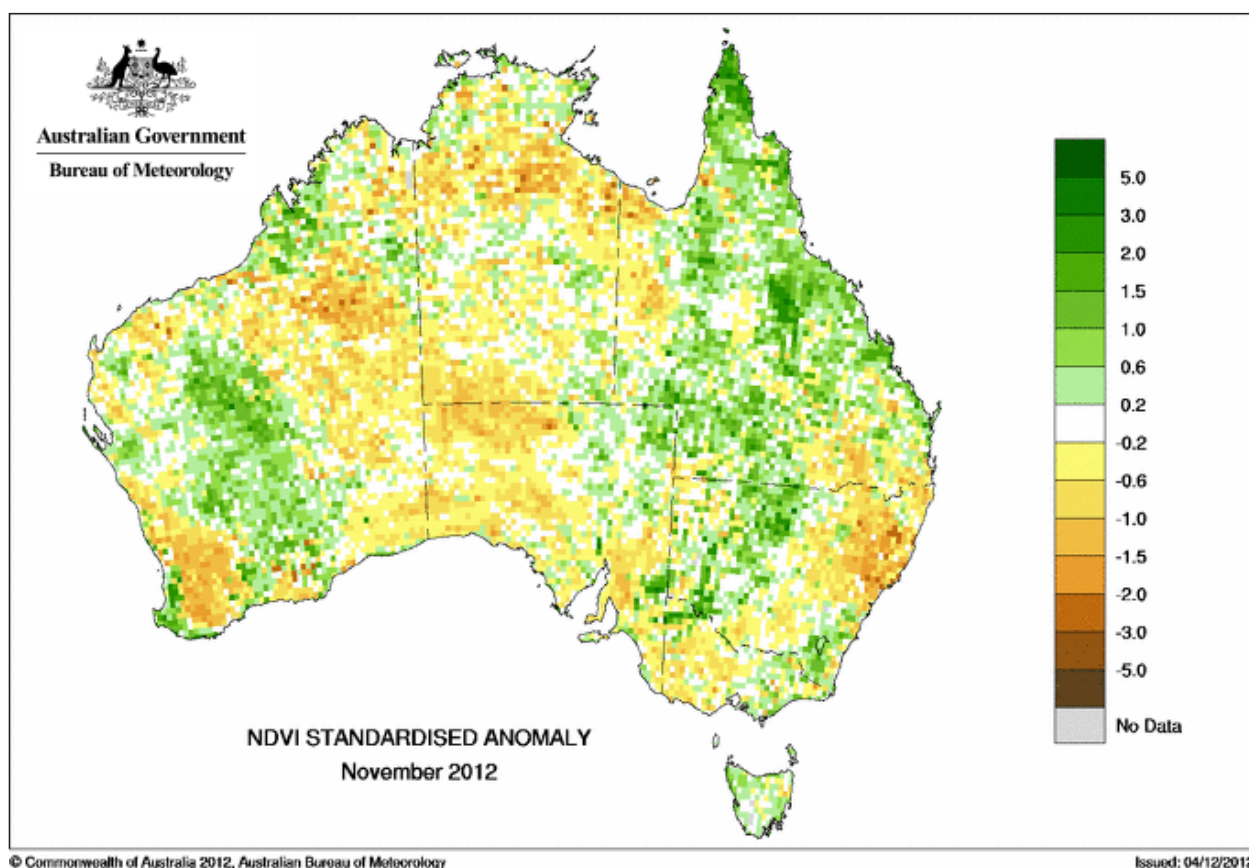 Australian Government
Bureau of Meteorology
5.0
3.0
2.0
1.5
1.0
0.6
0.2
-0.2
-0.6
-1.0
-1.5
-2.0
-3.0
-5.0
No Data
NDVI STANDARDISED ANOMALY
November 2012
© Commonwealth of Australia 2012, Australian Bureau of Meteorology
Issued: 04/12/2012